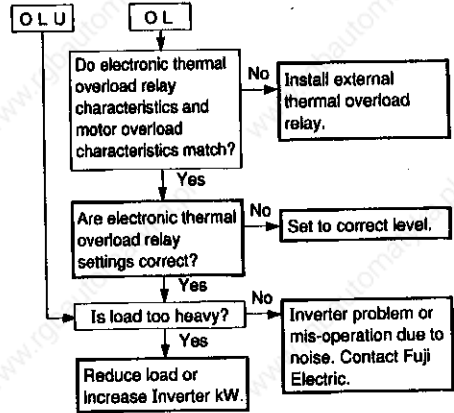 OLU
OL
Do electronic thermal
overload relay
characteristics and
motor overload
characteristics match?
No
Install external
thermal overload
relay.
Yes
Are electronic thermal
overload relay
settings correct?
No
Set to correct level.
Yes
Is load too heavy?
No
Inverter problem or
mis-operation due to
noise. Contact Fuji
Electric.
Yes
Reduce load or
increase Inverter kW.